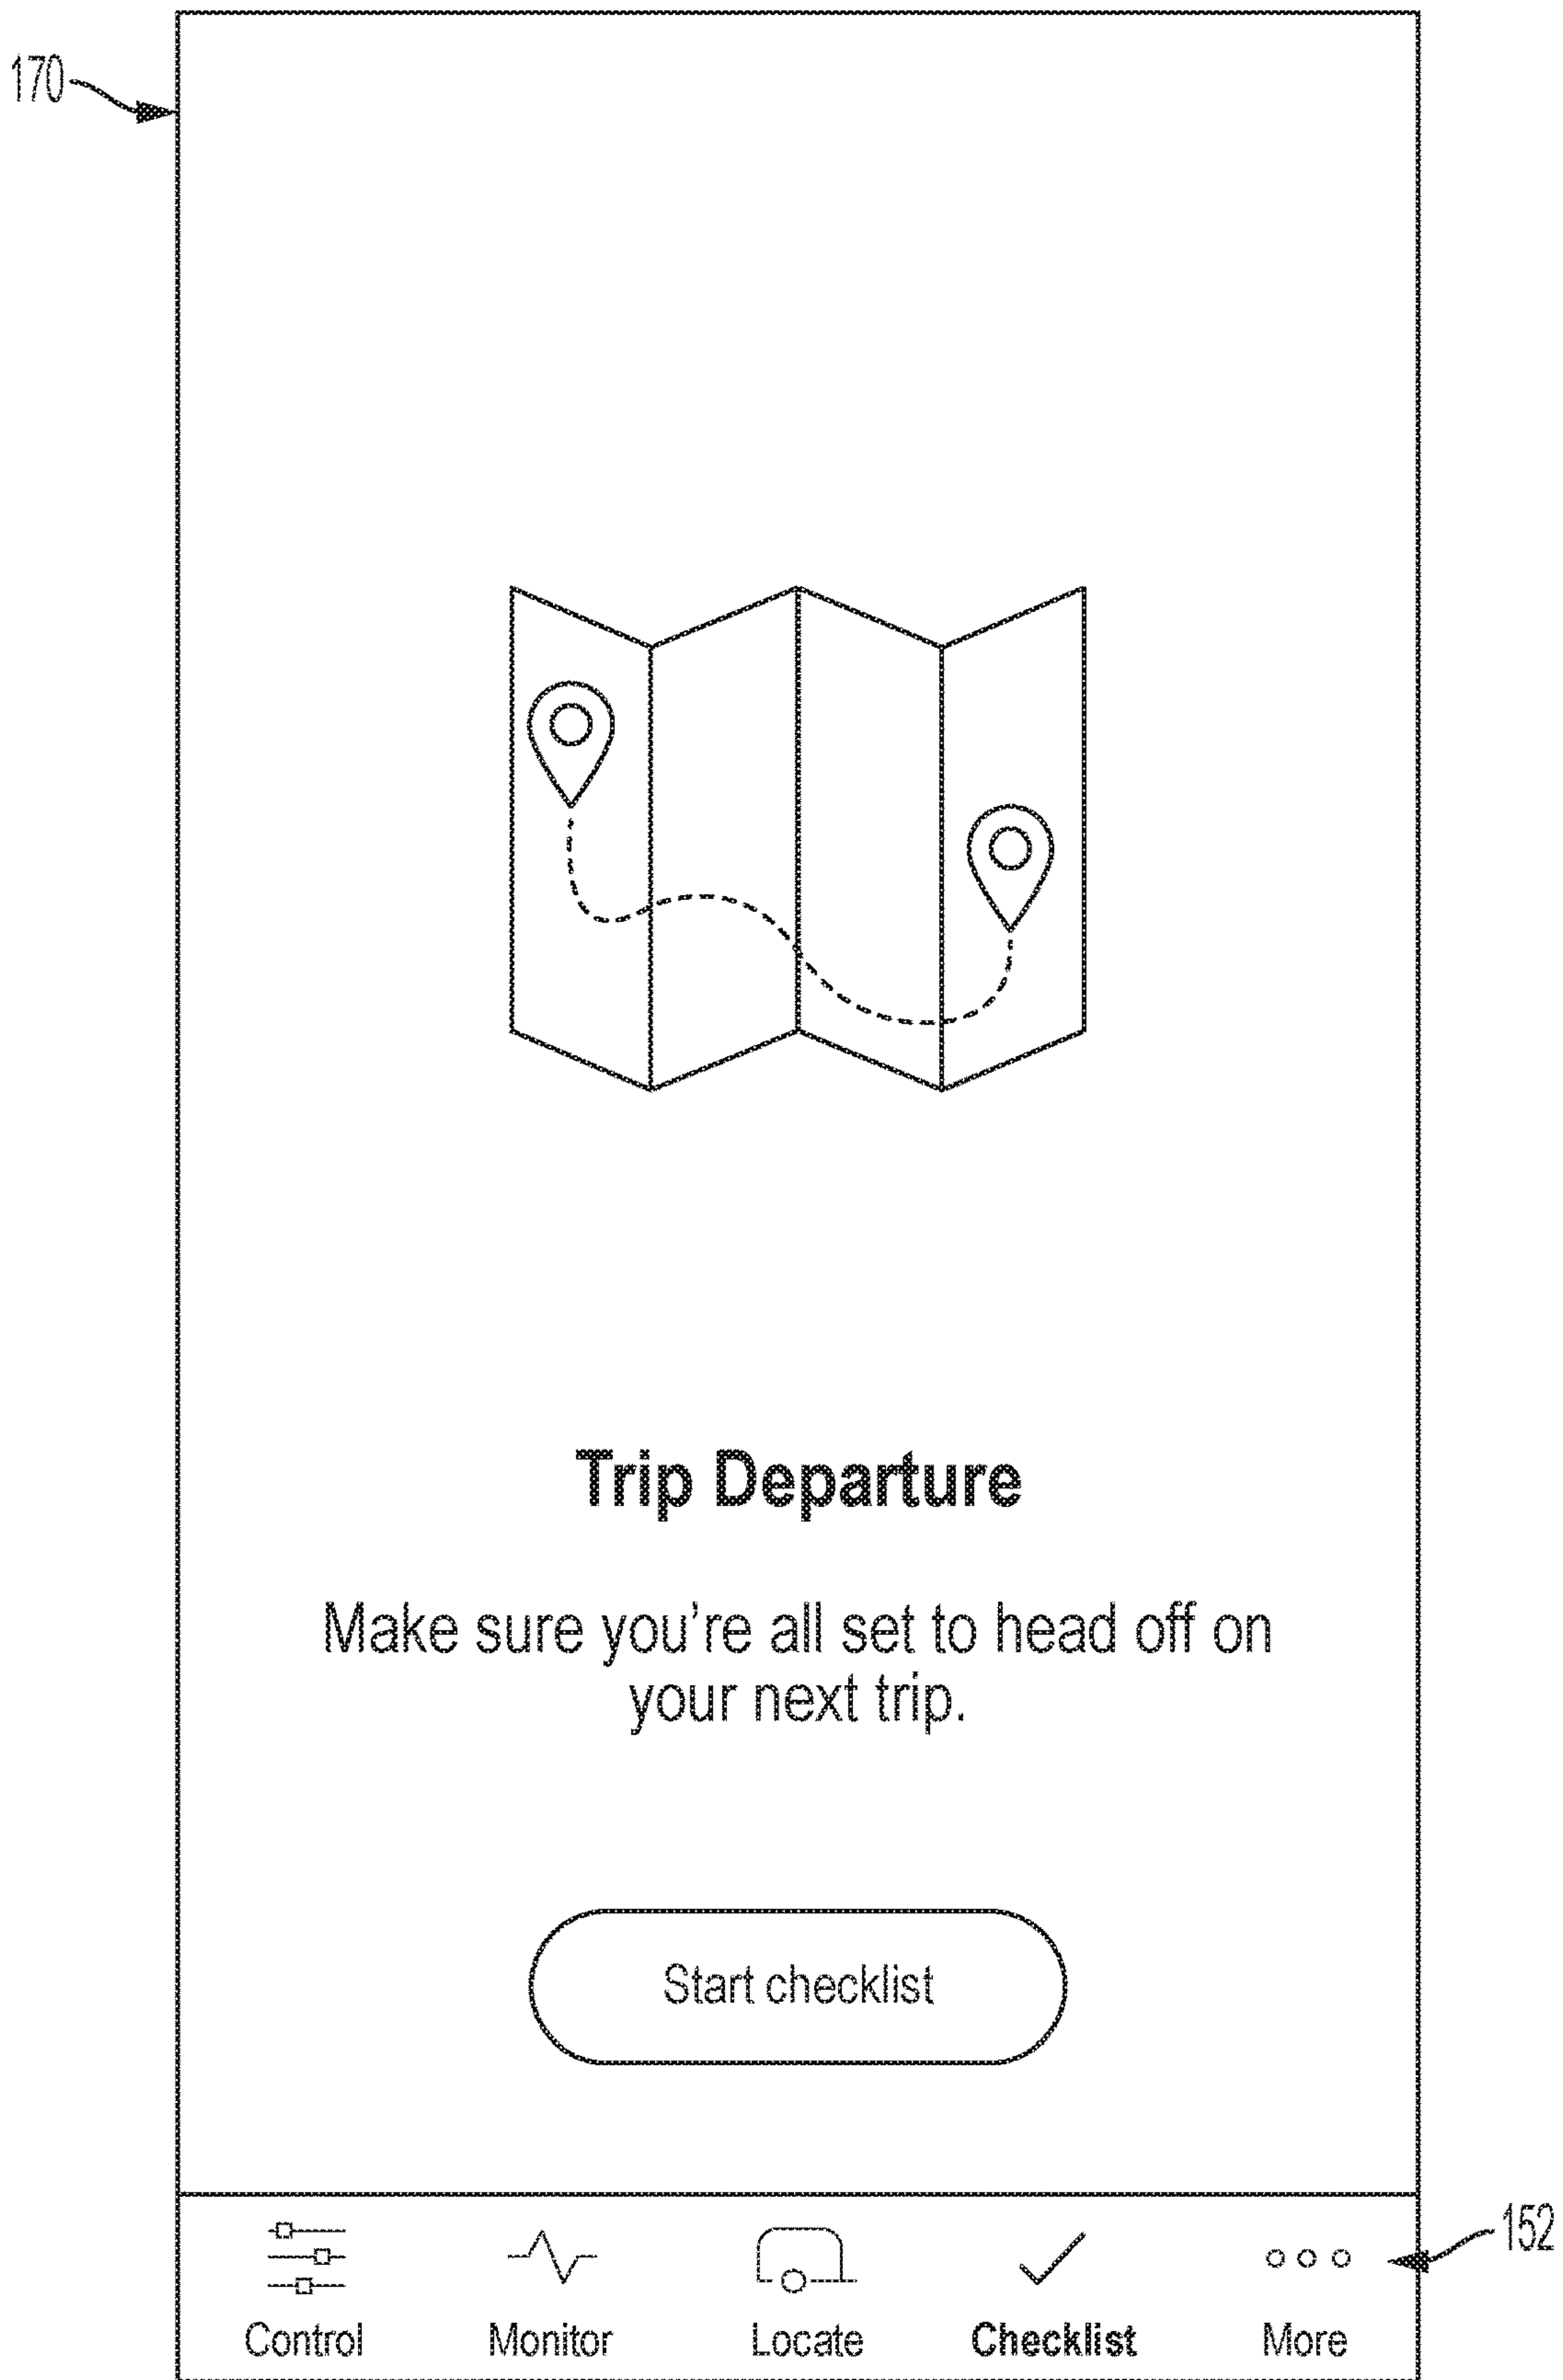 170
Trip Departure
Make sure you're all set to head off on
your next trip.
Start checklist
152
Control Monitor Locate Checklist More